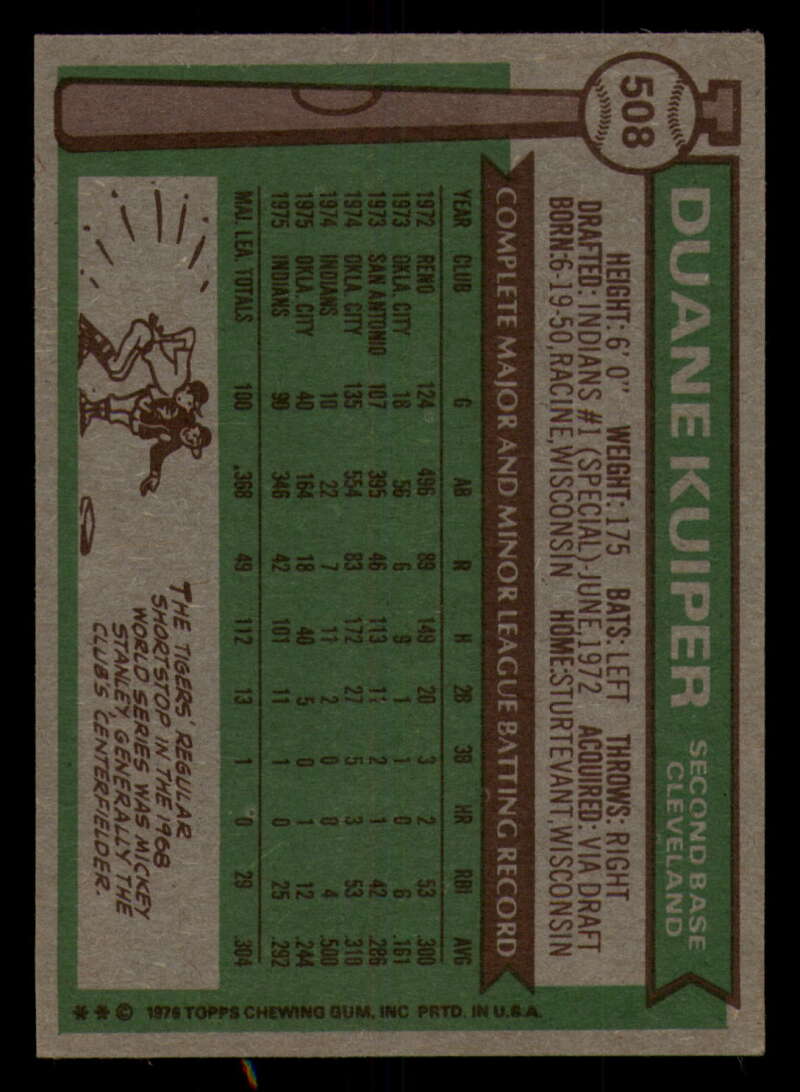 508
DUANE KUIPER
SECOND BASE
CLEVELAND
HEIGHT: 6' 0" WEIGHT: 175 BATS: LEFT THROWS: RIGHT
DRAFTED: INDIANS #1 (SPECIAL)-JUNE, 1972 ACQUIRED: VIA DRAFT
BORN: 6-19-50, RACINE, WISCONSIN HOME: STURTEVANT, WISCONSIN
COMPLETE MAJOR AND MINOR LEAGUE BATTING RECORD
YEAR CLUB G AB R H 2B 3B HR RBI AVG
1972 RENO 124 496 89 149 20 3 2 53 .300
1973 OKLA. CITY 18 56 6 9 1 1 0 6 .161
1973 SAN ANTONIO 107 395 46 113 11 2 1 42 .286
1974 OKLA. CITY 135 554 83 172 27 5 3 53 .310
1974 INDIANS 10 22 7 11 2 0 0 4 .500
1975 OKLA. CITY 40 164 18 40 5 0 1 12 .244
1975 INDIANS 90 346 42 101 11 1 0 25 .292
MAJ. LEA. TOTALS 100 .368 49 112 13 1 0 29 .304
THE TIGERS' REGULAR
SHORTSTOP IN THE 1968
WORLD SERIES WAS MICKEY
STANLEY, GENERALLY THE
CLUB'S CENTERFIELDER.
** © 1976 TOPPS CHEWING GUM, INC PRTD. IN U.S.A.